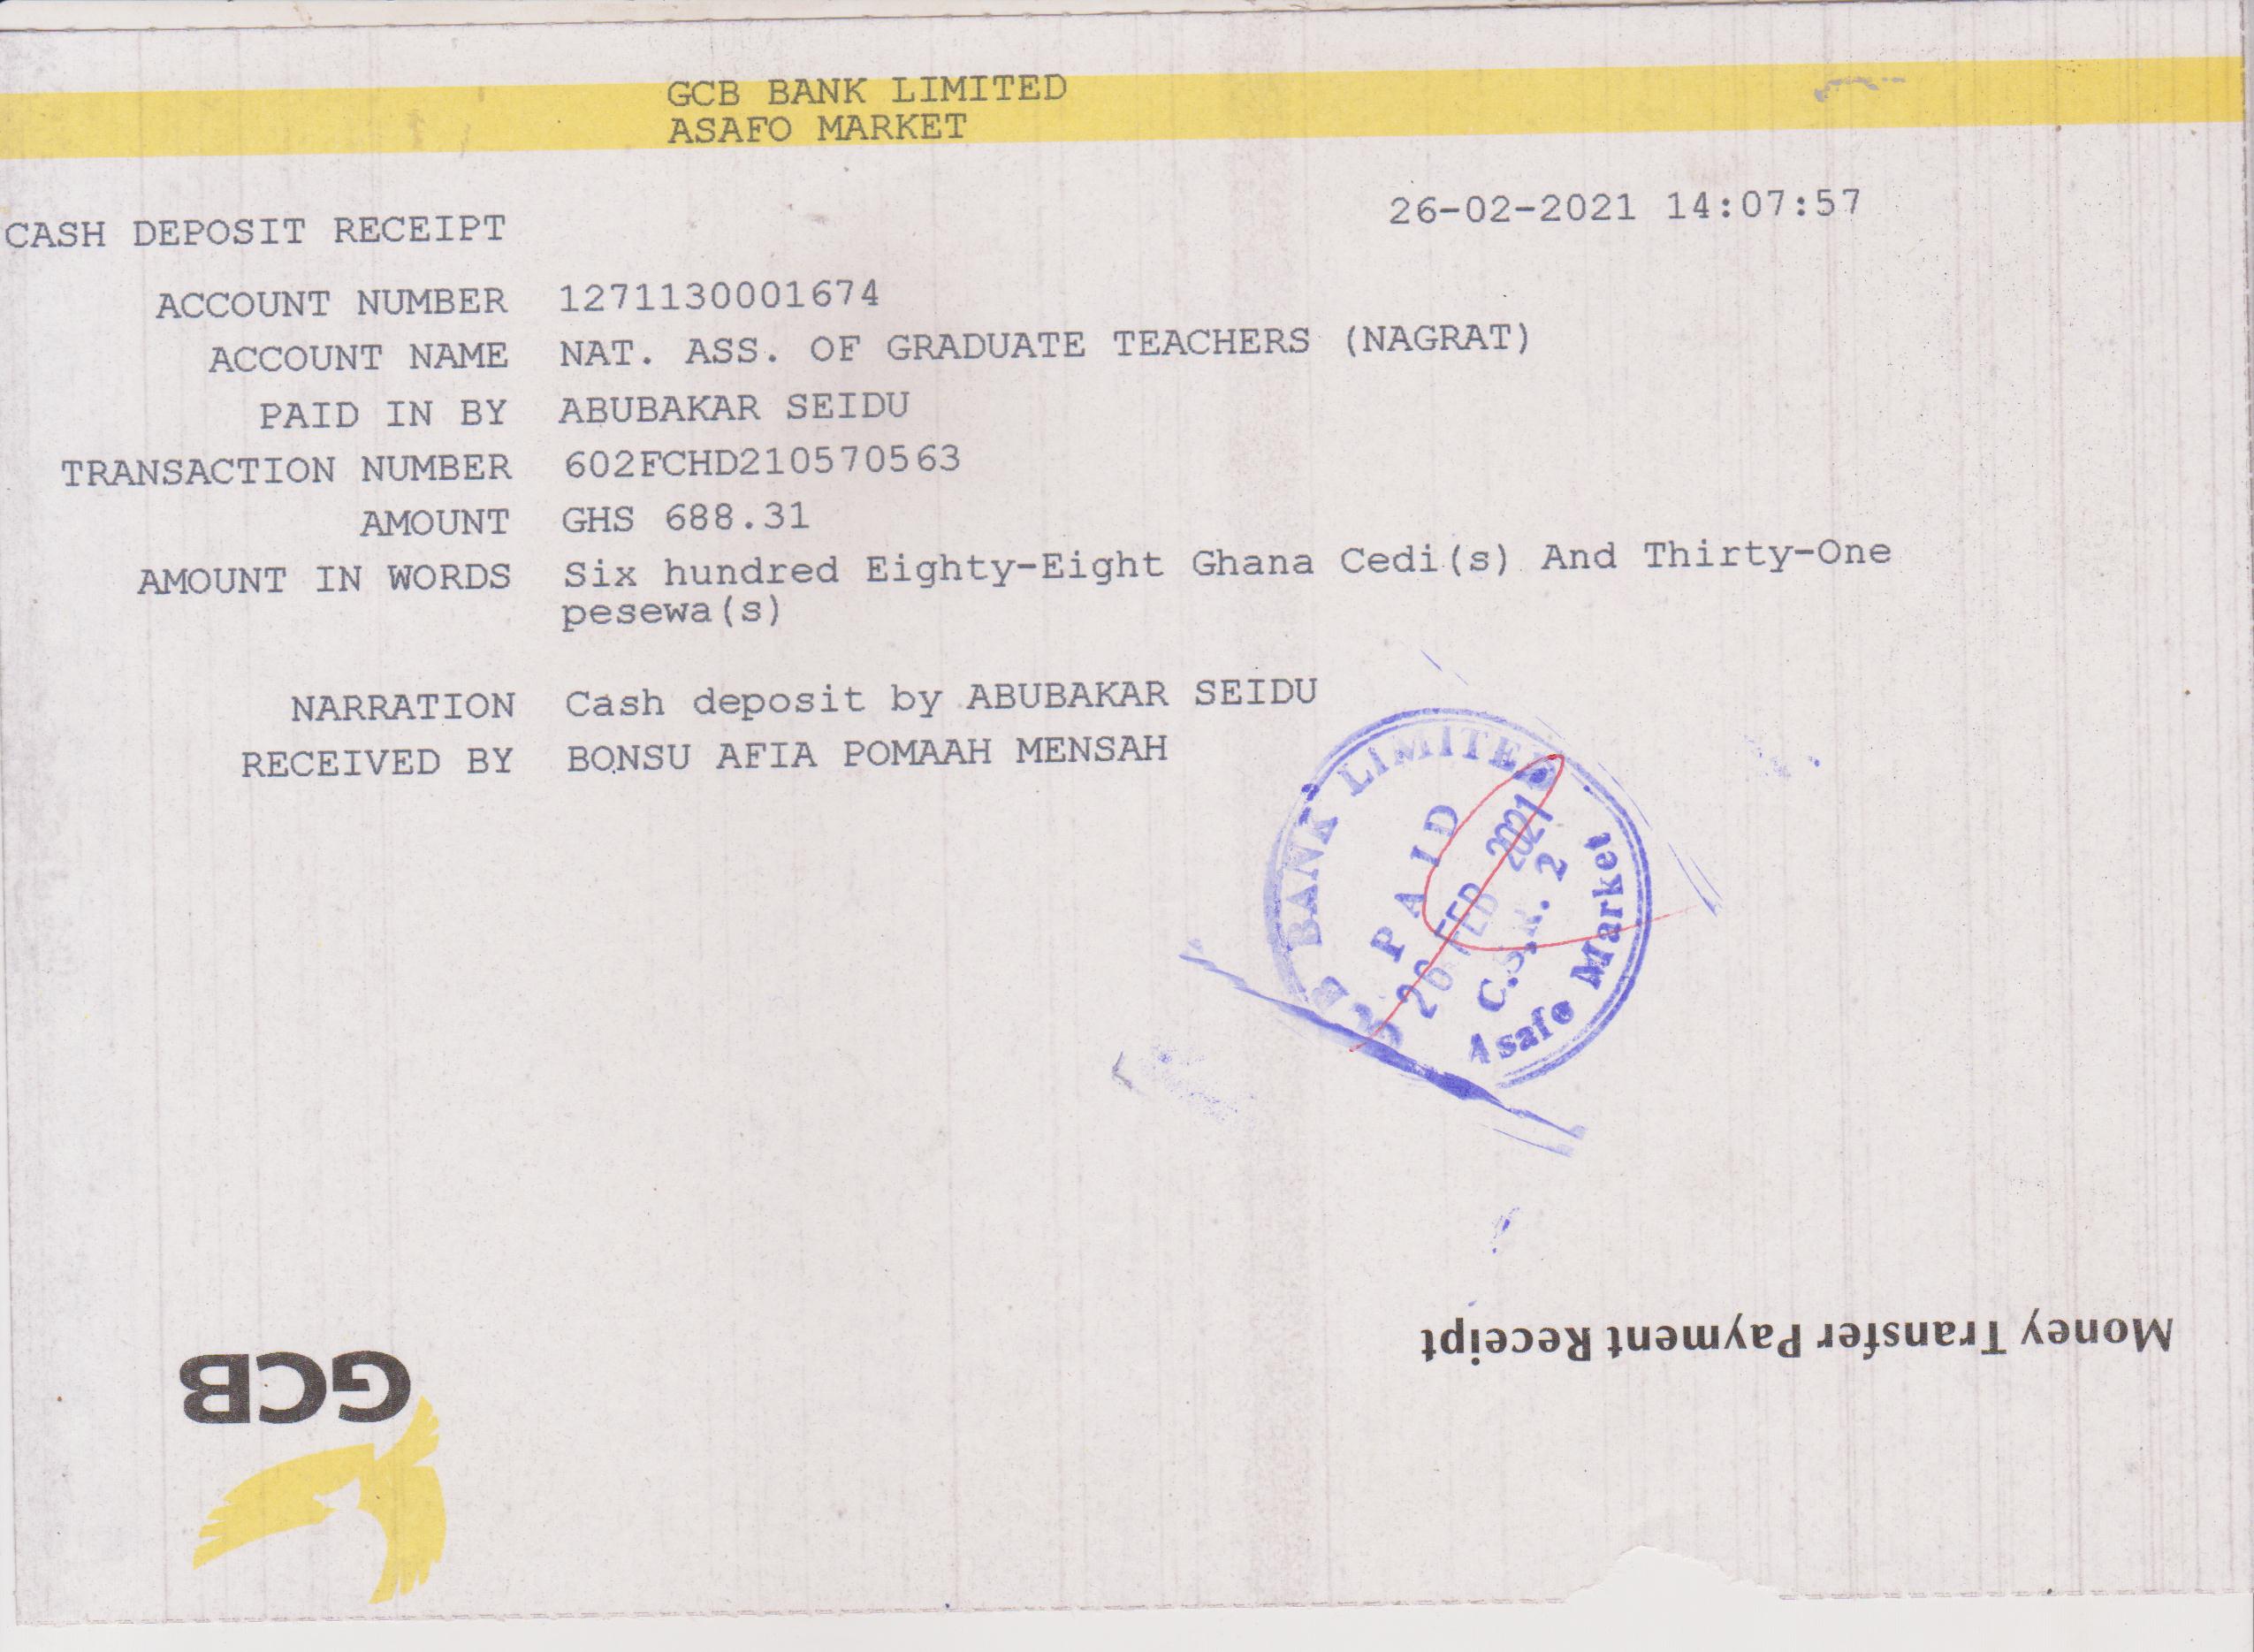 GCB BANK LIMITED
ASAFO MARKET
CASH DEPOSIT RECEIPT 26-02-2021 14:07:57
ACCOUNT NUMBER 1271130001674
ACCOUNT NAME NAT. ASS. OF GRADUATE TEACHERS (NAGRAT)
PAID IN BY ABUBAKAR SEIDU
TRANSACTION NUMBER 602FCHD210570563
AMOUNT GHS 688.31
AMOUNT IN WORDS Six hundred Eighty-Eight Ghana Cedi(s) And Thirty-One
pesewa(s)
NARRATION Cash deposit by ABUBAKAR SEIDU
RECEIVED BY BONSU AFIA POMAAH MENSAH
BANK LIMITED
PAID
FEB 2021
2
Asafo Market
Money Transfer Payment Receipt
GCB